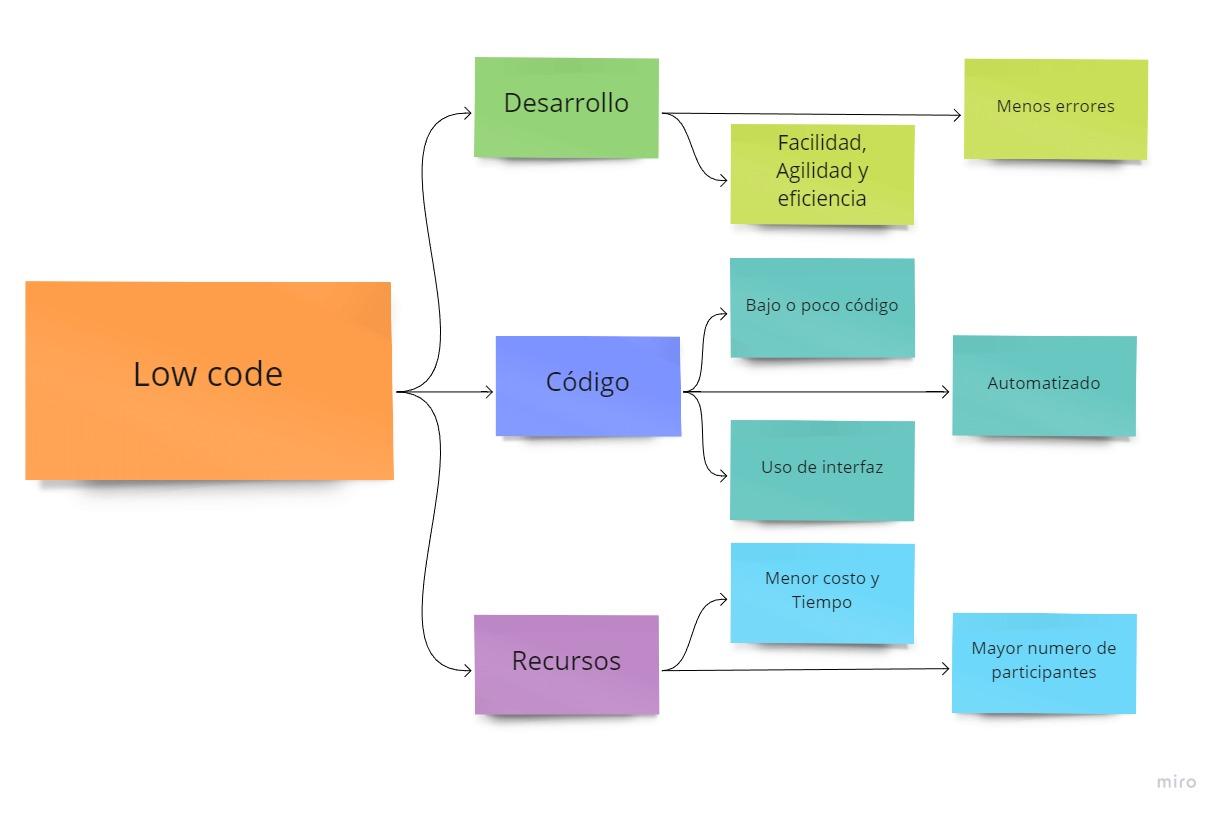 Low code
Desarrollo
Menos errores
Facilidad,
Agilidad y
eficiencia
Código
Bajo o poco código
Automatizado
Uso de interfaz
Recursos
Menor costo y
Tiempo
Mayor numero de
participantes
miro